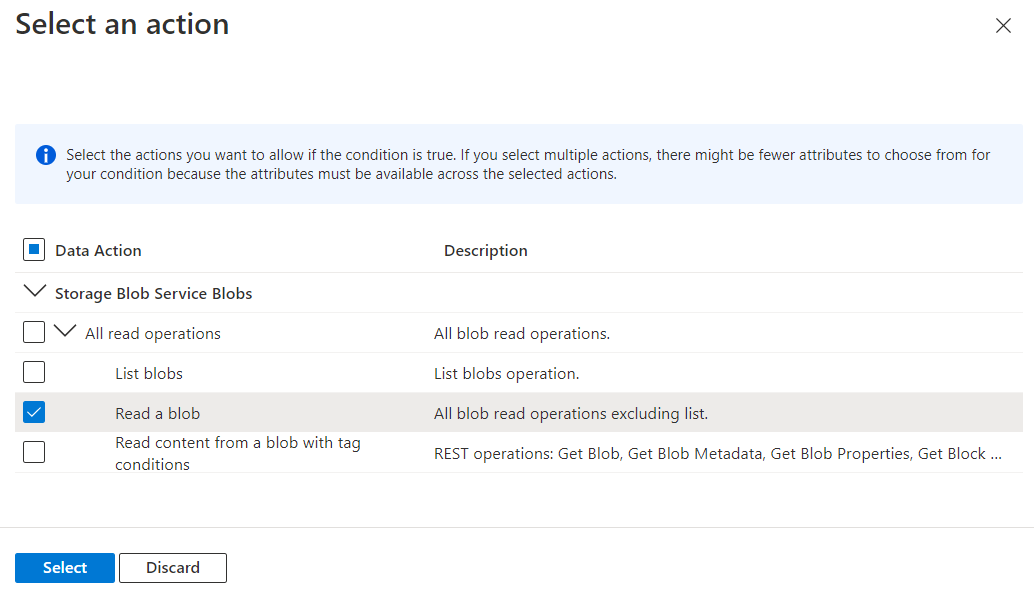 Select an action
Select the actions you want to allow if the condition is true. If you select multiple actions, there might be fewer attributes to choose from for
your condition because the attributes must be available across the selected actions.
Data Action Description
Storage Blob Service Blobs
All read operations All blob read operations.
List blobs List blobs operation.
Read a blob All blob read operations excluding list.
Read content from a blob with tag
conditions
REST operations: Get Blob, Get Blob Metadata, Get Blob Properties, Get Block ...
Select Discard